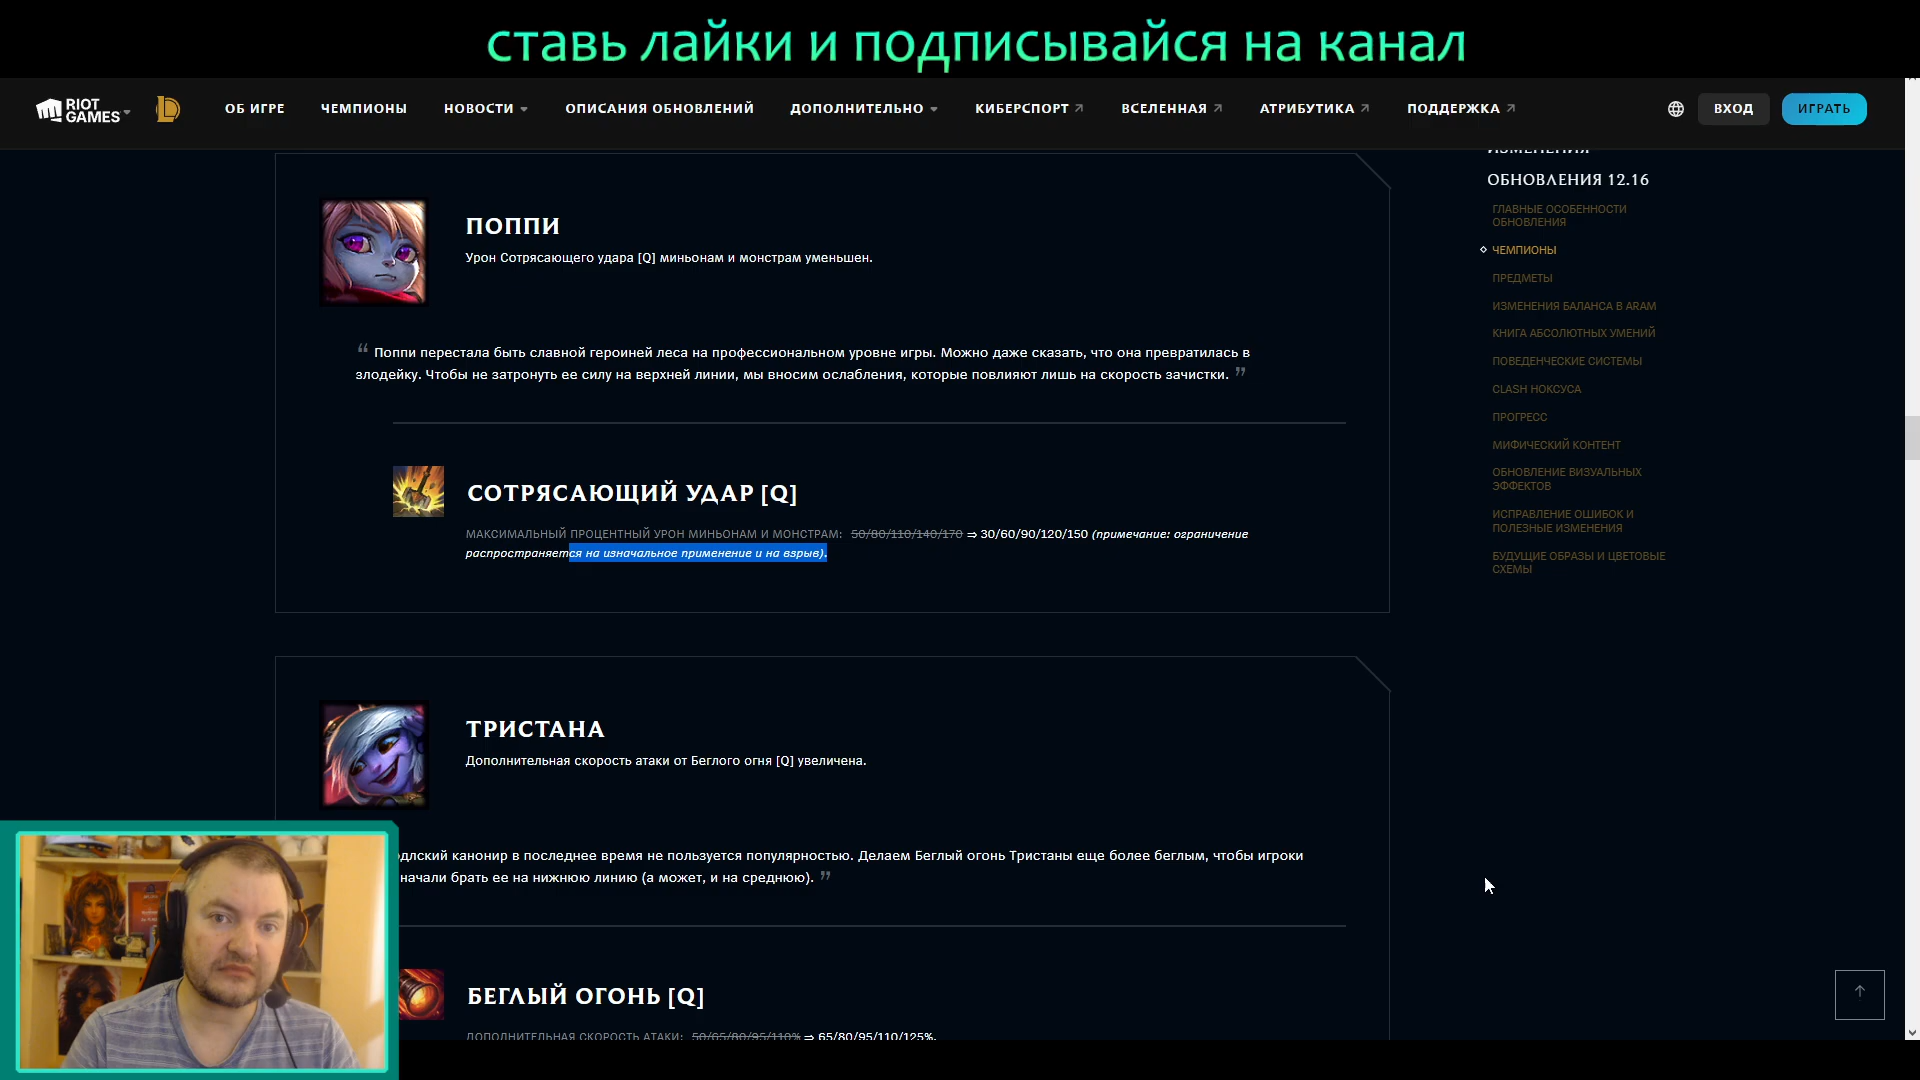 ставь лайки и подписывайся на канал
RIOT GAMES
ОБ ИГРЕ
ЧЕМПИОНЫ
НОВОСТИ
ОПИСАНИЯ ОБНОВЛЕНИЙ
ДОПОЛНИТЕЛЬНО
КИБЕРСПОРТ
ВСЕЛЕННАЯ
АТРИБУТИКА
ПОДДЕРЖКА
ВХОД
ИГРАТЬ
ПОППИ
Урон Сотрясающего удара [Q] миньонам и монстрам уменьшен.
“ Поппи перестала быть славной героиней леса на профессиональном уровне игры. Можно даже сказать, что она превратилась в
злодейку. Чтобы не затронуть ее силу на верхней линии, мы вносим ослабления, которые повлияют лишь на скорость зачистки. ”
СОТРЯСАЮЩИЙ УДАР [Q]
МАКСИМАЛЬНЫЙ ПРОЦЕНТНЫЙ УРОН МИНЬОНАМ И МОНСТРАМ: 50/80/110/140/170 ⇒ 30/60/90/120/150 (примечание: ограничение
распространяется на изначальное применение и на взрыв).
ТРИСТАНА
Дополнительная скорость атаки от Беглого огня [Q] увеличена.
канонир в последнее время не пользуется популярностью. Делаем Беглый огонь Тристаны еще более беглым, чтобы игроки
начали брать ее на нижнюю линию (а может, и на среднюю). ”
БЕГЛЫЙ ОГОНЬ [Q]
ДОПОЛНИТЕЛЬНАЯ СКОРОСТЬ АТАКИ: 50/65/80/95/110% ⇒ 65/80/95/110/125%.
ИЗМЕНЕНИЯ
ОБНОВЛЕНИЯ 12.16
ГЛАВНЫЕ ОСОБЕННОСТИ
ОБНОВЛЕНИЯ
ЧЕМПИОНЫ
ПРЕДМЕТЫ
ИЗМЕНЕНИЯ БАЛАНСА В ARAM
КНИГА АБСОЛЮТНЫХ УМЕНИЙ
ПОВЕДЕНЧЕСКИЕ СИСТЕМЫ
CLASH НОКСУСА
ПРОГРЕСС
МИФИЧЕСКИЙ КОНТЕНТ
ОБНОВЛЕНИЕ ВИЗУАЛЬНЫХ
ЭФФЕКТОВ
ИСПРАВЛЕНИЕ ОШИБОК И
ПОЛЕЗНЫЕ ИЗМЕНЕНИЯ
БУДУЩИЕ ОБРАЗЫ И ЦВЕТОВЫЕ
СХЕМЫ